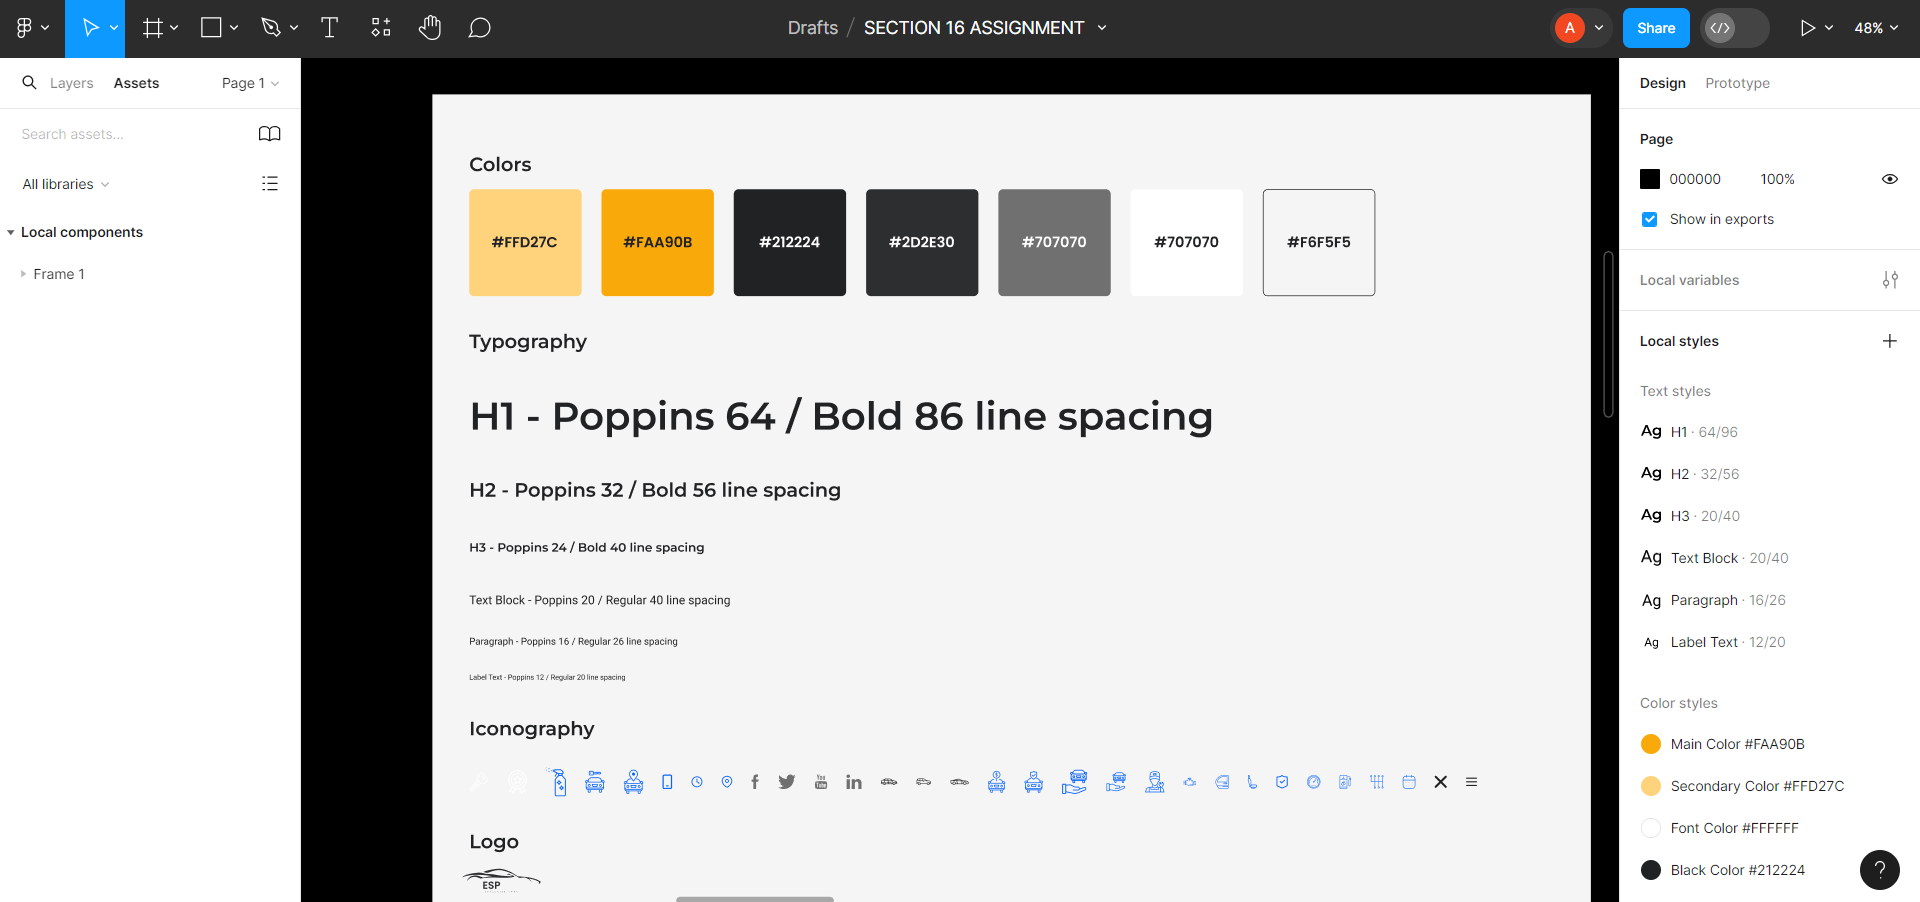 Drafts / SECTION 16 ASSIGNMENT
A
Share
48%
Layers
Assets
Page 1
Search assets...
All libraries
Local components
Frame 1
Colors
#FFD27C
#FAA90B
#212224
#2D2E30
#707070
#707070
#F6F5F5
Typography
H1 - Poppins 64 / Bold 86 line spacing
H2 - Poppins 32 / Bold 56 line spacing
H3 - Poppins 24 / Bold 40 line spacing
Text Block - Poppins 20 / Regular 40 line spacing
Paragraph - Poppins 16 / Regular 26 line spacing
Label Text - Poppins 12 / Regular 20 line spacing
Iconography
You
Tube
Logo
ESP
Design
Prototype
Page
000000
100%
Show in exports
Local variables
Local styles
Text styles
Ag H1 · 64/96
Ag H2 · 32/56
Ag H3 · 20/40
Ag Text Block · 20/40
Ag Paragraph · 16/26
Ag Label Text · 12/20
Color styles
Main Color #FAA90B
Secondary Color #FFD27C
Font Color #FFFFFF
Black Color #212224
?